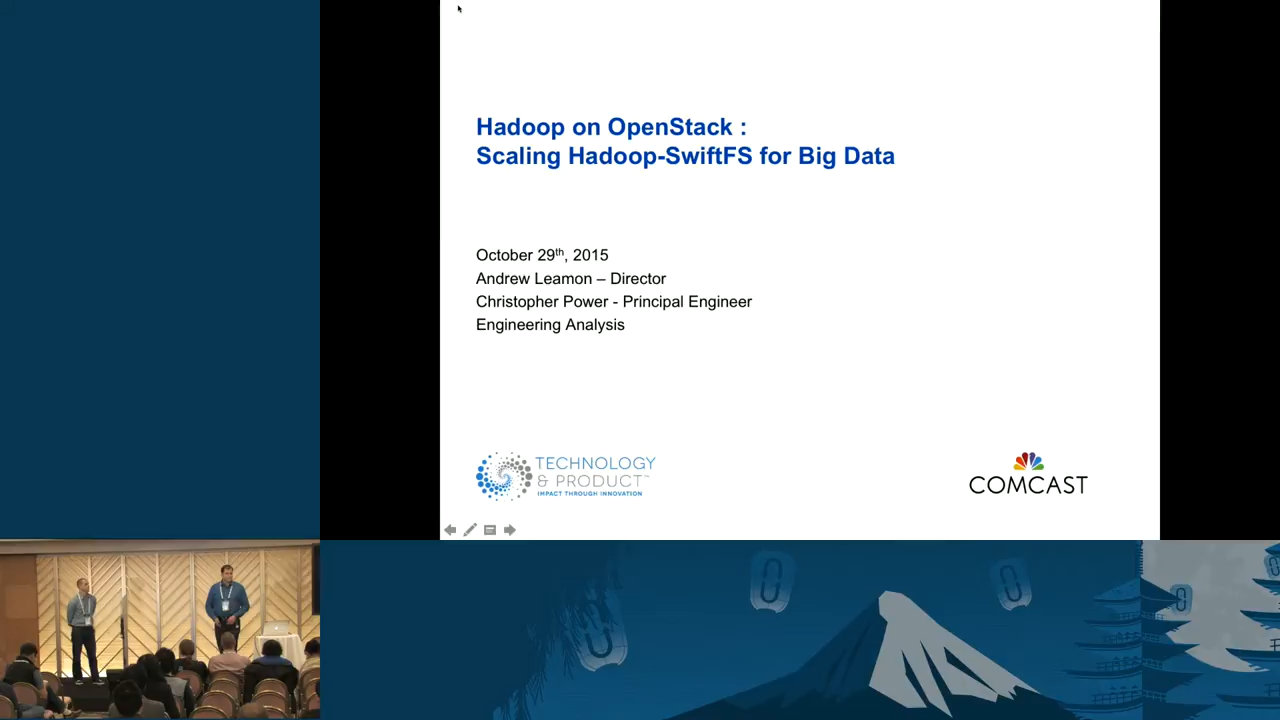 Hadoop on OpenStack :
Scaling Hadoop-SwiftFS for Big Data
October 29th, 2015
Andrew Leamon – Director
Christopher Power - Principal Engineer
Engineering Analysis
TECHNOLOGY
& PRODUCT™
IMPACT THROUGH INNOVATION
COMCAST